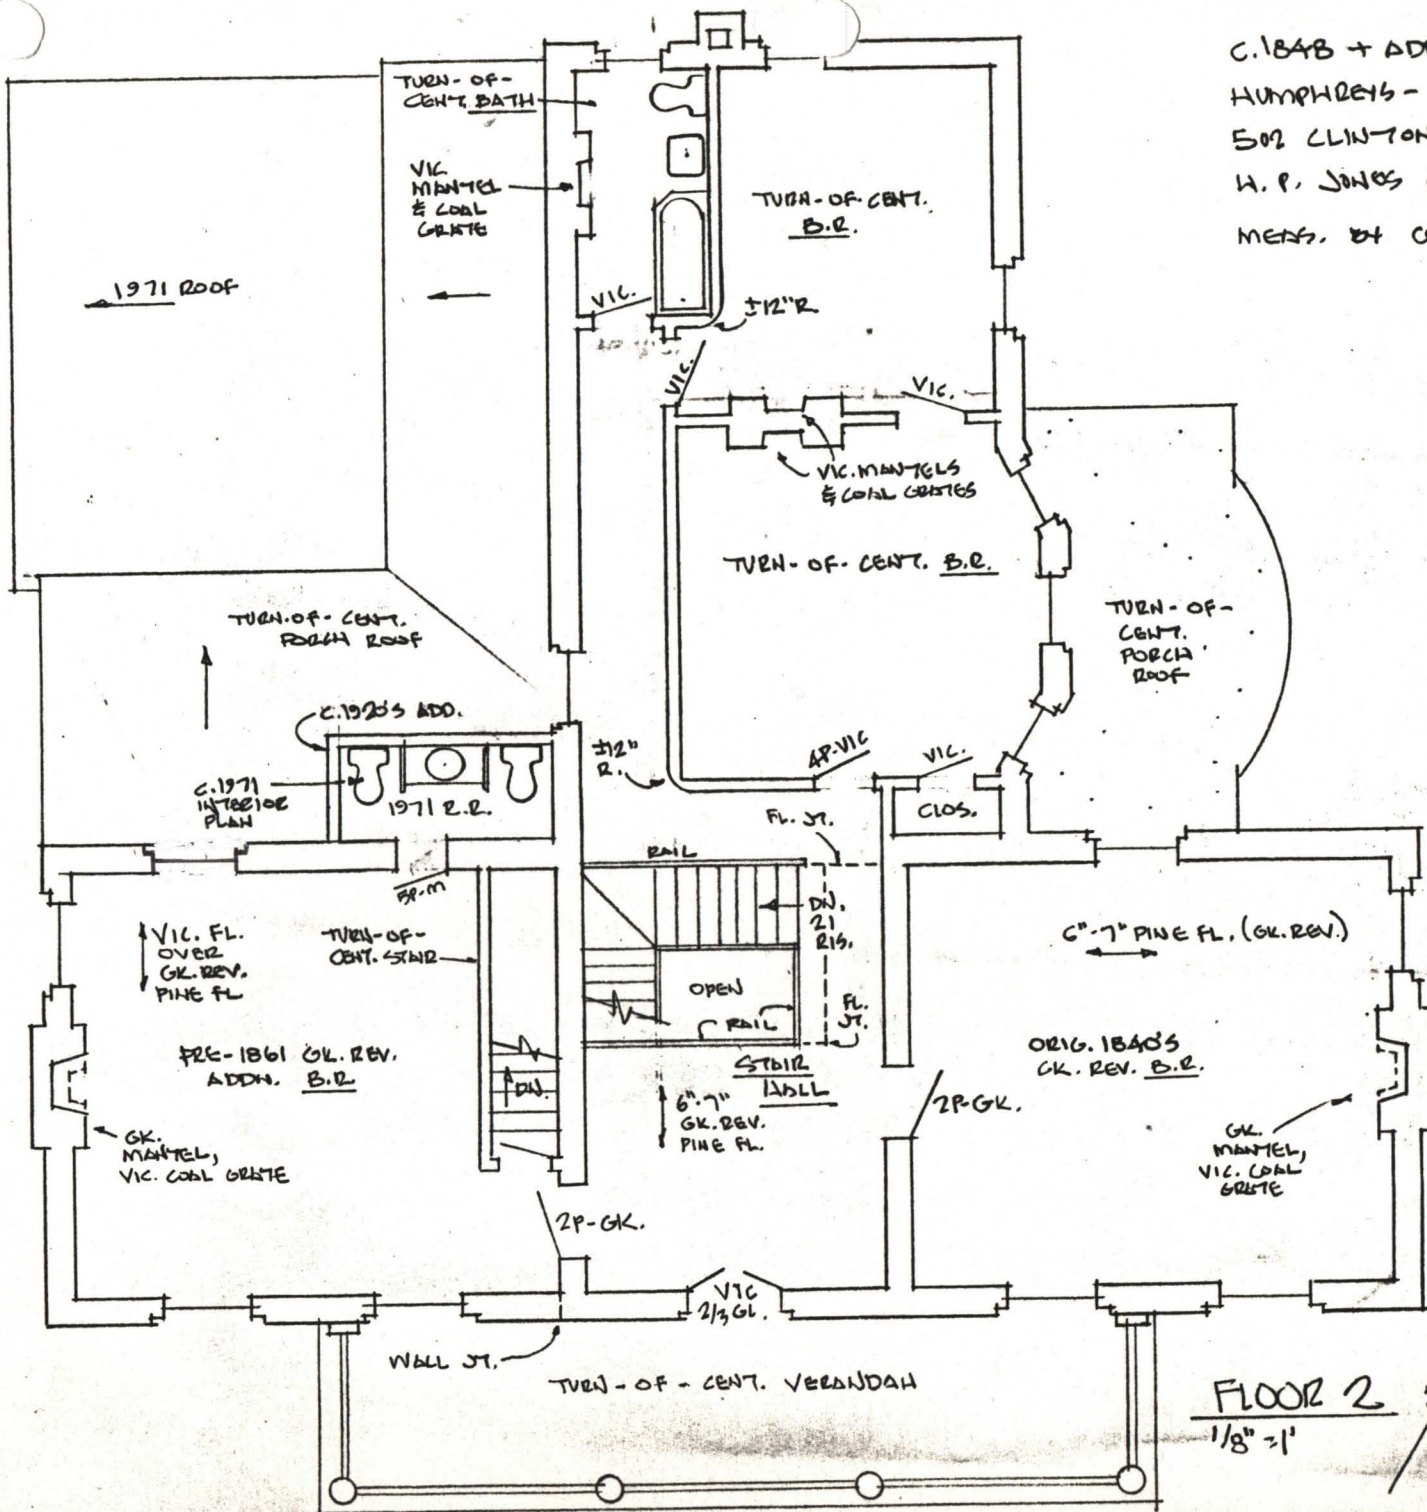 C.1848 + ADD
HUMPHREYS -
502 CLINTON
H. P. JONES
MEAS. BY
TURN-OF-
CENT. BATH
VIC.
MANTEL
& COAL
GRATE
1971 ROOF
TURN-OF-CENT.
B.R.
VIC.
±12"R.
VIC.
VIC.
VIC. MANTELS
& COAL GRATES
TURN-OF-CENT. B.R.
TURN-OF-CENT.
PORCH ROOF
TURN-OF-
CENT.
PORCH
ROOF
C.1920'S ADD.
±12"
R.
4P-VIC
VIC.
C.1971
INTERIOR
PLAN
1971 R.R.
CLOS.
FL. JT.
RAIL
5P-M
DN.
21
RIS.
VIC. FL.
OVER
GK. REV.
PINE FL.
TURN-OF-
CENT. STAIR
6"-7" PINE FL. (GK. REV.)
OPEN
RAIL
FL.
JT.
PRE-1861 GK. REV.
ADDN. B.R.
ORIG. 1840'S
GK. REV. B.R.
STAIR
HALL
DN.
6"-7"
GK. REV.
PINE FL.
2P-GK.
GK.
MANTEL,
VIC. COAL GRATE
GK.
MANTEL,
VIC. COAL
GRATE
2P-GK.
VIC
2/3 GL.
WALL JT.
TURN-OF-CENT. VERANDAH
FLOOR 2
1/8"=1'